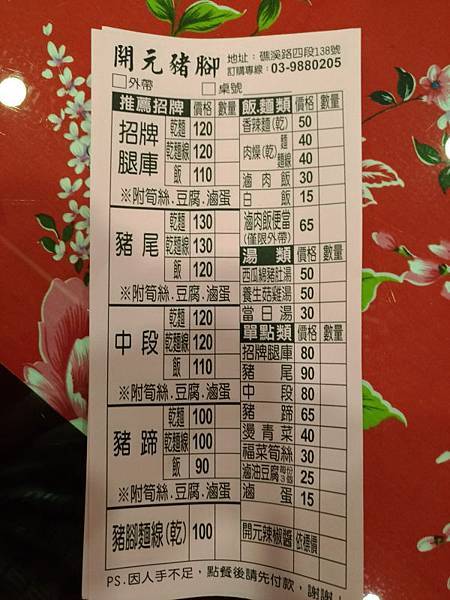 開元豬腳
地址: 礁溪路四段138號
訂購專線: 03-9880205
□外帶 □桌號
推薦招牌 價格 數量
招牌腿庫
乾麵 120
乾麵線 120
飯 110
※附筍絲.豆腐.滷蛋
豬尾
乾麵 130
乾麵線 130
飯 120
※附筍絲.豆腐.滷蛋
中段
乾麵 120
乾麵線 120
飯 110
※附筍絲.豆腐.滷蛋
豬蹄
乾麵 100
乾麵線 100
飯 90
※附筍絲.豆腐.滷蛋
豬腳麵線(乾) 100
飯麵類 價格 數量
香辣麵(乾) 50
肉燥(乾) 麵 40
麵線 40
滷肉飯 30
白飯 15
滷肉飯便當 65
(僅限外帶)
湯類 價格 數量
西瓜綿豬肚湯 50
養生菇雞湯 50
當日湯 30
單點類 價格 數量
招牌腿庫 80
豬尾 90
中段 80
豬蹄 65
燙青菜 40
福菜筍絲 30
滷油豆腐 每份3個 25
滷蛋 15
開元辣椒醬 依標價
PS.因人手不足，點餐後請先付款，謝謝!